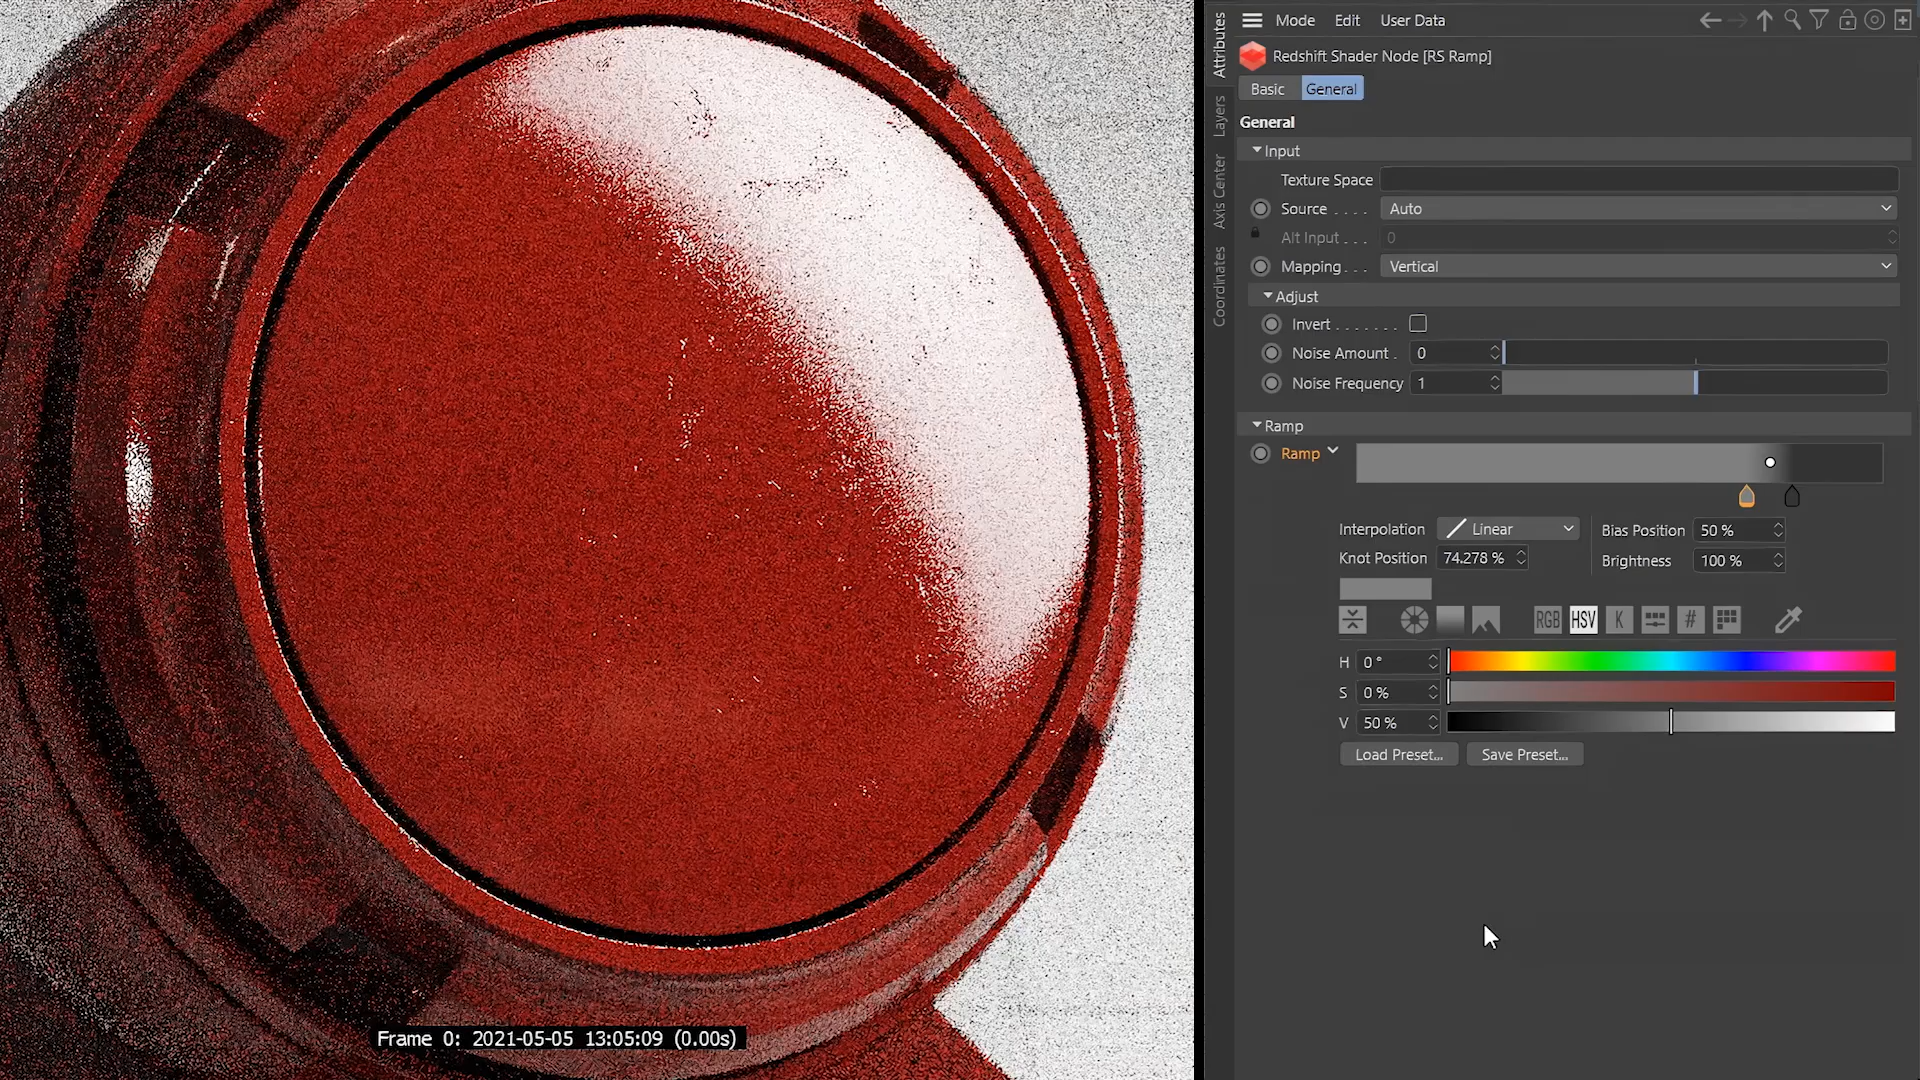 Mode Edit User Data
Attributes
Layers
Axis Center
Coordinates
Redshift Shader Node [RS Ramp]
Basic General
General
Input
Texture Space
Source . . . . Auto
Alt Input . . . 0
Mapping. . . Vertical
Adjust
Invert . . . . . . .
Noise Amount . 0
Noise Frequency 1
Ramp
Ramp
Interpolation Linear Bias Position 50 %
Knot Position 74.278 % Brightness 100 %
RGB HSV K #
H 0 °
S 0 %
V 50 %
Load Preset... Save Preset...
Frame 0: 2021-05-05 13:05:09 (0.00s)